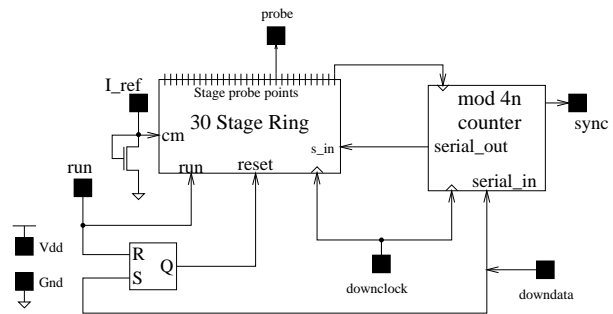 probe
I_ref
Stage probe points
30 Stage Ring
cm
s_in
run
reset
mod 4n
counter
serial_out
serial_in
sync
run
Vdd
Gnd
R
S
Q
downclock
downdata